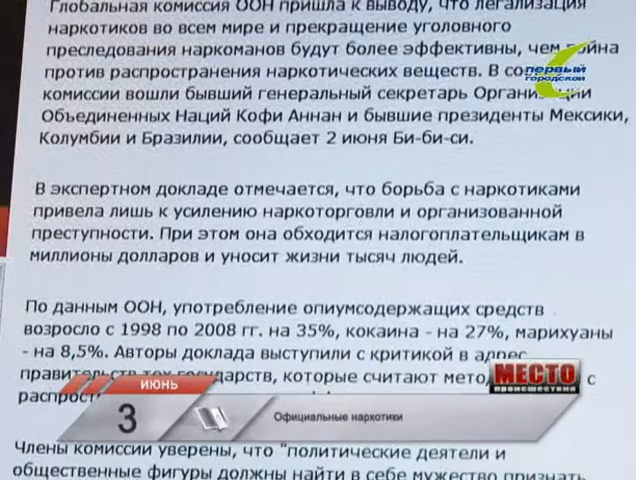 Глобальная комиссия ООН пришла к выводу, что легализация
наркотиков во всем мире и прекращение уголовного
преследования наркоманов будут более эффективны, чем война
против распространения наркотических веществ. В
комиссии вошли бывший генеральный секретарь
Объединенных Наций Кофи Аннан и бывшие президенты Мексики,
Колумбии и Бразилии, сообщает 2 июня Би-би-си.
первый
городской
В экспертном докладе отмечается, что борьба с наркотиками
привела лишь к усилению наркоторговли и организованной
преступности. При этом она обходится налогоплательщикам в
миллионы долларов и уносит жизни тысяч людей.
По данным ООН, употребление опиумсодержащих средств
возросло с 1998 по 2008 гг. на 35%, кокаина - на 27%, марихуаны
- на 8,5%. Авторы доклада выступили с критикой в адрес
которые считают с
МЕСТО
происшествия
ИЮНЬ
3
Официальные наркотики
Члены комиссии уверены, что "политические деятели и
общественные фигуры должны найти в себе мужество признать